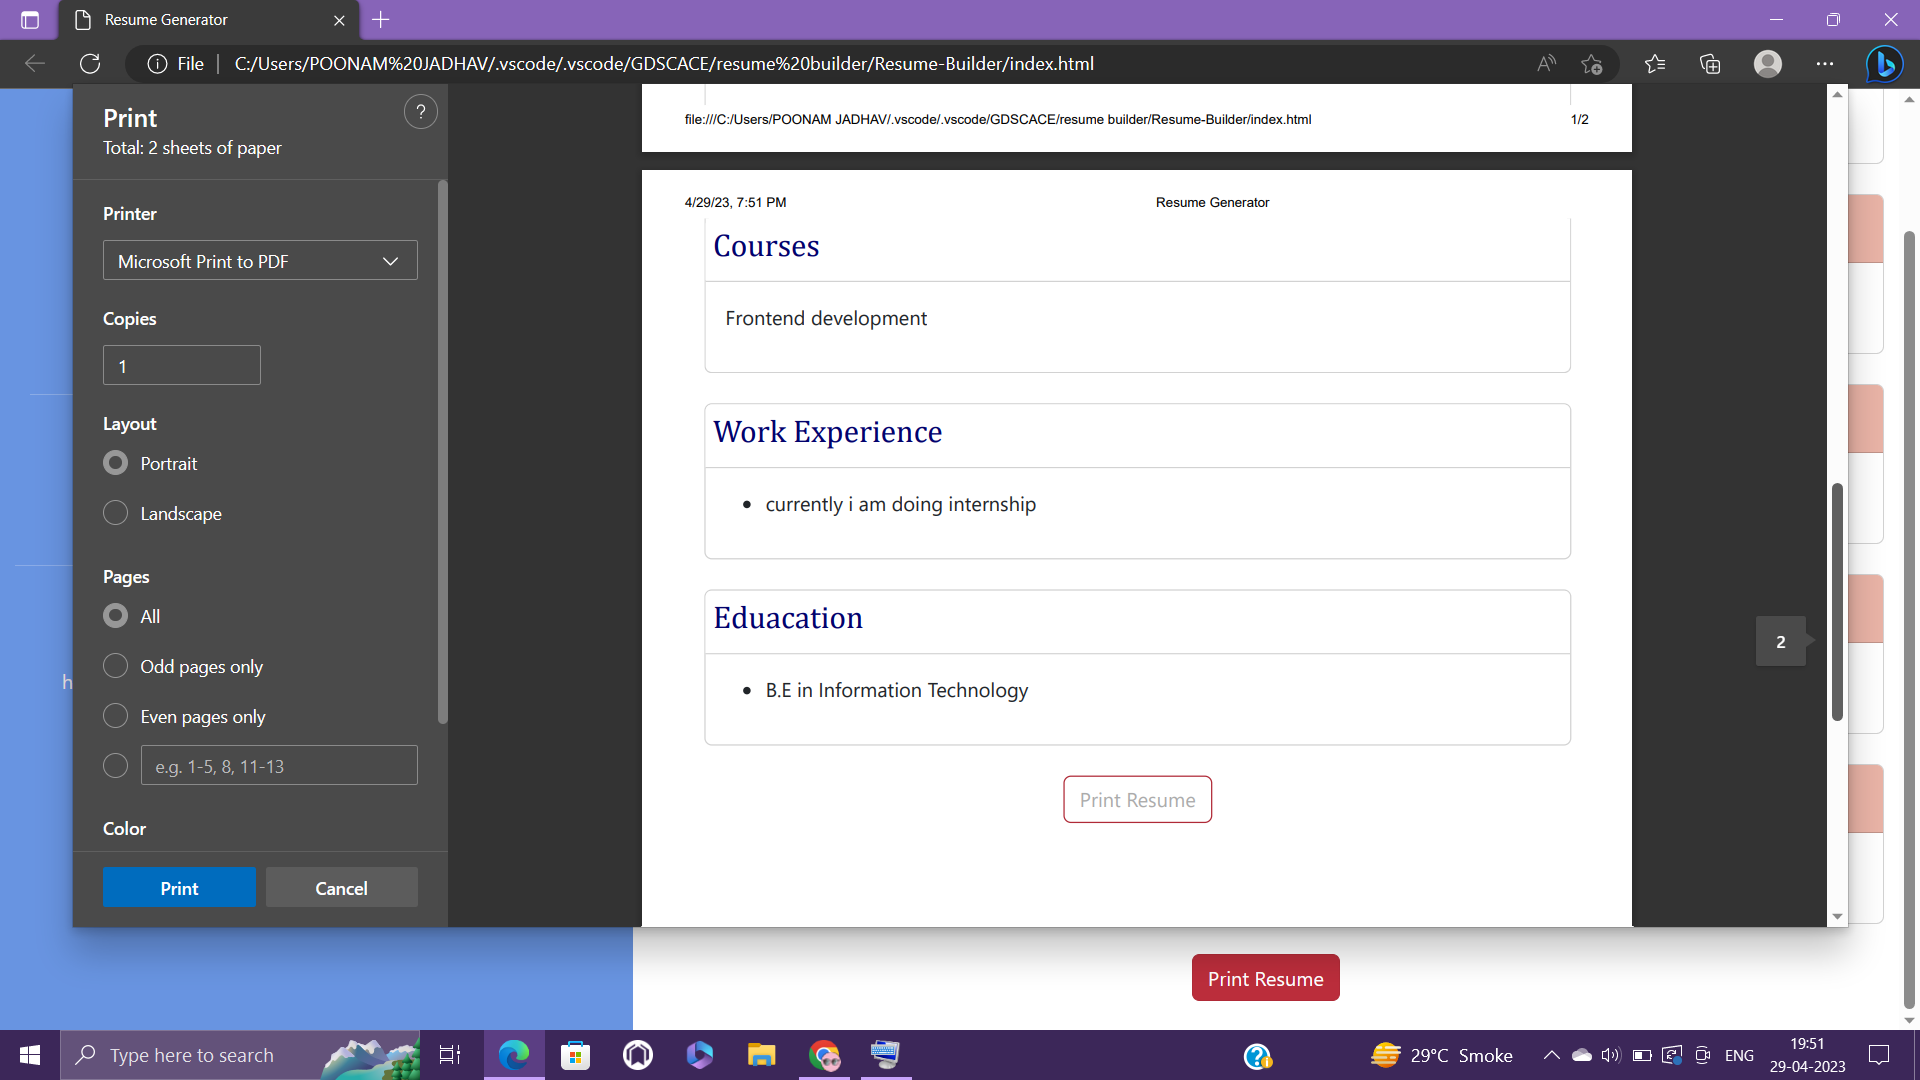 Resume Generator
File
C:/Users/POONAM%20JADHAV/.vscode/.vscode/GDSCACE/resume%20builder/Resume-Builder/index.html
Print
?
Total: 2 sheets of paper
Printer
Microsoft Print to PDF
Copies
1
Layout
Portrait
Landscape
Pages
All
Odd pages only
Even pages only
e.g. 1-5, 8, 11-13
Color
Print
Cancel
h
file:///C:/Users/POONAM JADHAV/.vscode/.vscode/GDSCACE/resume builder/Resume-Builder/index.html
1/2
4/29/23, 7:51 PM
Resume Generator
Courses
Frontend development
Work Experience
• currently i am doing internship
Eduacation
• B.E in Information Technology
Print Resume
2
Print Resume
Type here to search
29°C Smoke
ENG
19:51
29-04-2023